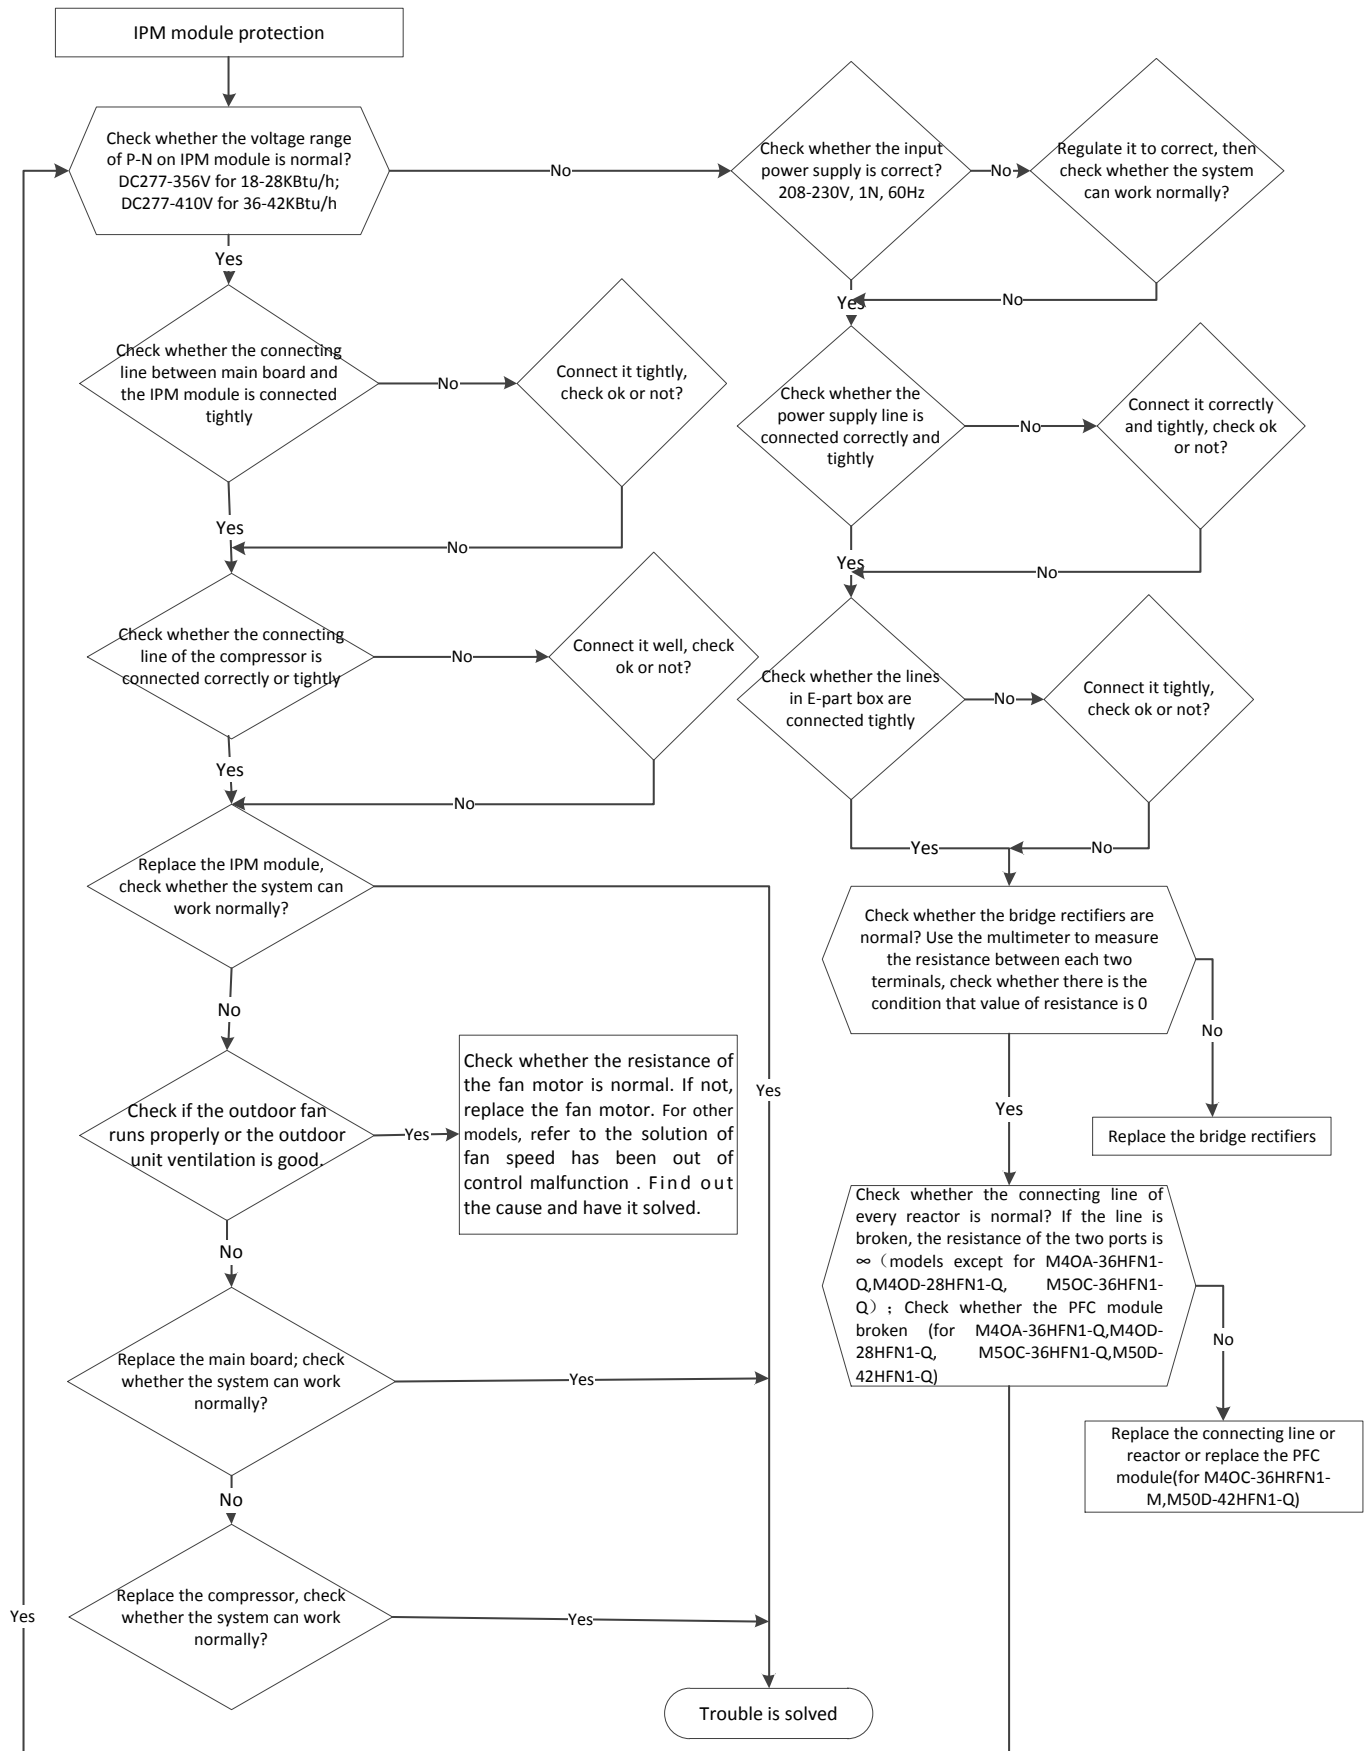 IPM module protection
Check whether the voltage range
of P-N on IPM module is normal?
DC277-356V for 18-28KBtu/h;
DC277-410V for 36-42KBtu/h
No
Check whether the input
power supply is correct?
208-230V, 1N, 60Hz
No
Regulate it to correct, then
check whether the system
can work normally?
Yes
Yes
No
Check whether the connecting
line between main board and
the IPM module is connected
tightly
No
Connect it tightly,
check ok or not?
Check whether the
power supply line is
connected correctly and
tightly
No
Connect it correctly
and tightly, check ok
or not?
Yes
No
Yes
No
Check whether the connecting
line of the compressor is
connected correctly or tightly
No
Connect it well, check
ok or not?
Check whether the lines
in E-part box are
connected tightly
No
Connect it tightly,
check ok or not?
Yes
No
Yes
No
Replace the IPM module,
check whether the system can
work normally?
Check whether the bridge rectifiers are
normal? Use the multimeter to measure
the resistance between each two
terminals, check whether there is the
condition that value of resistance is 0
No
No
Yes
Yes
Replace the bridge rectifiers
Check if the outdoor fan
runs properly or the outdoor
unit ventilation is good.
Yes
Check whether the resistance of
the fan motor is normal. If not,
replace the fan motor. For other
models, refer to the solution of
fan speed has been out of
control malfunction . Find out
the cause and have it solved.
Check whether the connecting line of
every reactor is normal? If the line is
broken, the resistance of the two ports is
∞（models except for M4OA-36HFN1-
Q,M4OD-28HFN1-Q, M5OC-36HFN1-
Q）；Check whether the PFC module
broken (for M4OA-36HFN1-Q,M4OD-
28HFN1-Q, M5OC-36HFN1-Q,M50D-
42HFN1-Q)
No
No
Replace the main board; check
whether the system can work
normally?
Yes
Replace the connecting line or
reactor or replace the PFC
module(for M4OC-36HRFN1-
M,M50D-42HFN1-Q)
No
Replace the compressor, check
whether the system can work
normally?
Yes
Yes
Trouble is solved